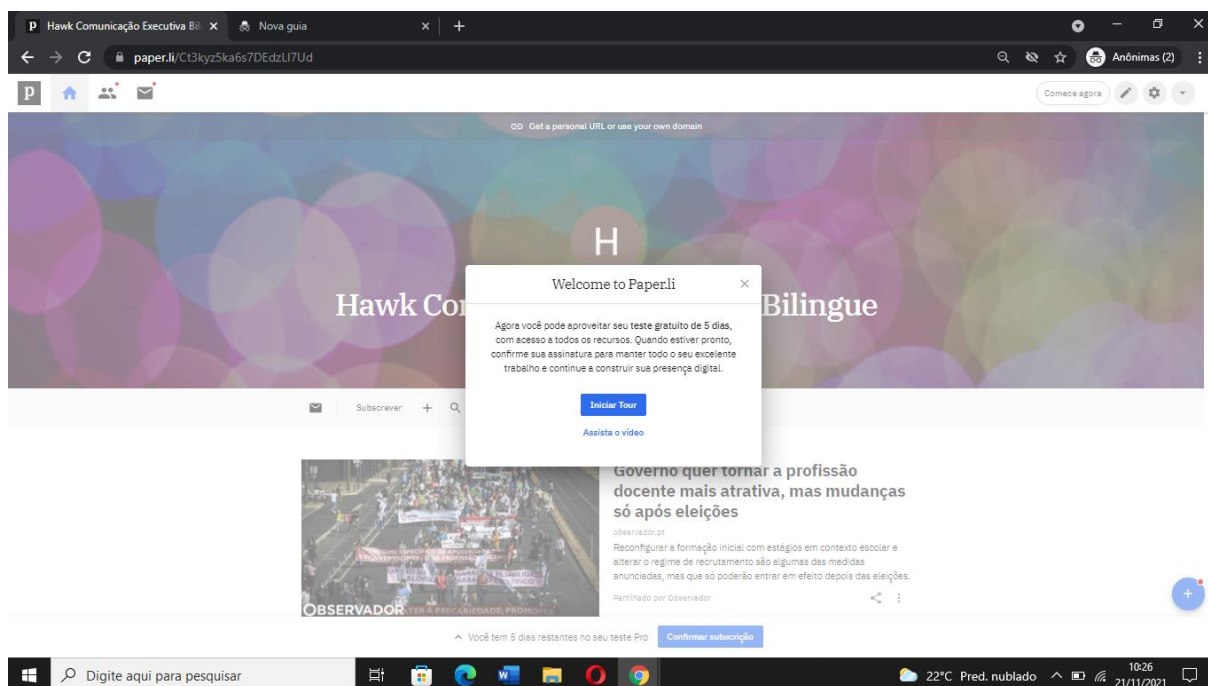 p Hawk Comunicação Executiva Bil
Nova guia
paper.li/Ct3kyz5ka6s7DEdzLI7Ud
Anônimas (2)
p
Comece agora
Get a personal URL or use your own domain
H
Hawk Co
Bilingue
Welcome to Paper.li
Agora você pode aproveitar seu teste gratuito de 5 dias,
com acesso a todos os recursos. Quando estiver pronto,
confirme sua assinatura para manter todo o seu excelente
trabalho e continue a construir sua presença digital.
Iniciar Tour
Assista o vídeo
Subscrever
Governo quer tornar a profissão
docente mais atrativa, mas mudanças
só após eleições
observador.pt
Reconfigurar a formação inicial com estágios em contexto escolar e
alterar o regime de recrutamento são algumas das medidas
anunciadas, mas que só poderão entrar em efeito depois das eleições.
Partilhado por Observador
OBSERVADOR
Você tem 5 dias restantes no seu teste Pro
Confirmar subscrição
Digite aqui para pesquisar
22°C Pred. nublado
10:26
21/11/2021